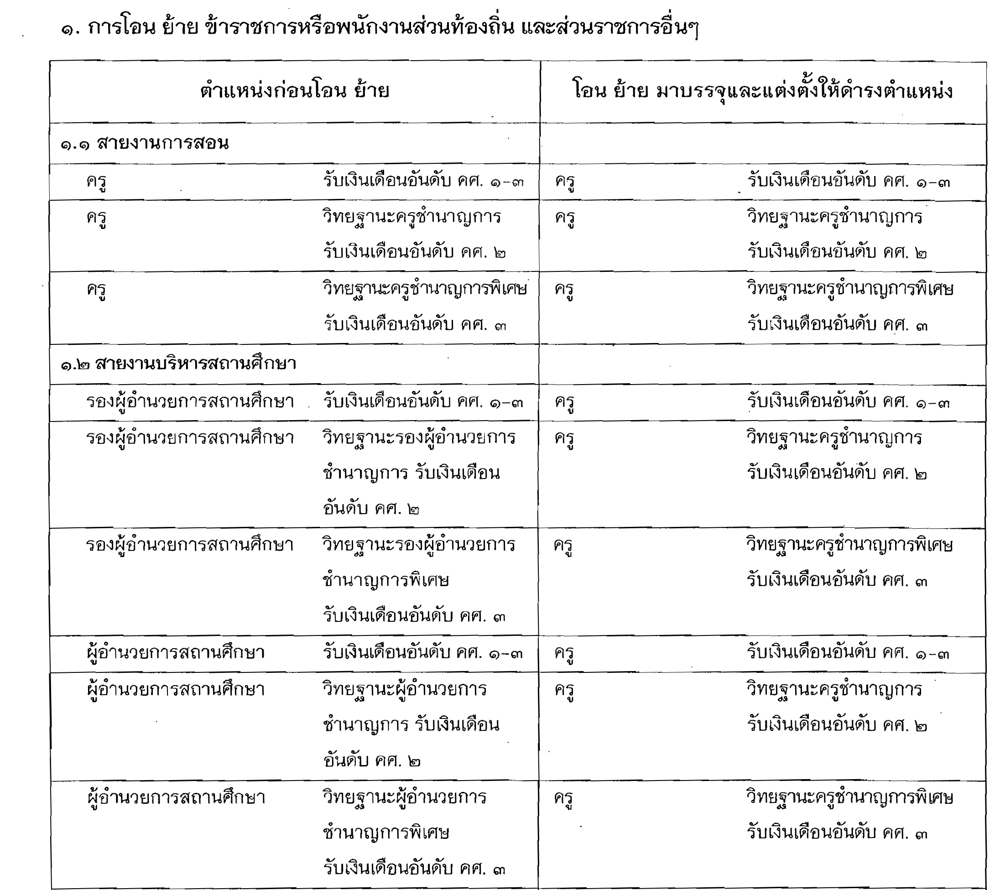 ๑. การโอน ย้าย ข้าราชการหรือพนักงานส่วนท้องถิ่น และส่วนราชการอื่นๆ
ตำแหน่งก่อนโอน ย้าย โอน ย้าย มาบรรจุและแต่งตั้งให้ดำรงตำแหน่ง
๑.๑ สายงานการสอน
ครู รับเงินเดือนอันดับ คศ. ๑-๓ ครู รับเงินเดือนอันดับ คศ. ๑-๓
ครู วิทยฐานะครูชำนาญการ ครู วิทยฐานะครูชำนาญการ
รับเงินเดือนอันดับ คศ. ๒ รับเงินเดือนอันดับ คศ. ๒
ครู วิทยฐานะครูชำนาญการพิเศษ ครู วิทยฐานะครูชำนาญการพิเศษ
รับเงินเดือนอันดับ คศ. ๓ รับเงินเดือนอันดับ คศ. ๓
๑.๒ สายงานบริหารสถานศึกษา
รองผู้อำนวยการสถานศึกษา รับเงินเดือนอันดับ คศ. ๑-๓ ครู รับเงินเดือนอันดับ คศ. ๑-๓
รองผู้อำนวยการสถานศึกษา วิทยฐานะรองผู้อำนวยการ ครู วิทยฐานะครูชำนาญการ
ชำนาญการ รับเงินเดือน รับเงินเดือนอันดับ คศ. ๒
อันดับ คศ. ๒
รองผู้อำนวยการสถานศึกษา วิทยฐานะรองผู้อำนวยการ ครู วิทยฐานะครูชำนาญการพิเศษ
ชำนาญการพิเศษ รับเงินเดือนอันดับ คศ. ๓
รับเงินเดือนอันดับ คศ. ๓
ผู้อำนวยการสถานศึกษา รับเงินเดือนอันดับ คศ. ๑-๓ ครู รับเงินเดือนอันดับ คศ. ๑-๓
ผู้อำนวยการสถานศึกษา วิทยฐานะผู้อำนวยการ ครู วิทยฐานะครูชำนาญการ
ชำนาญการ รับเงินเดือน รับเงินเดือนอันดับ คศ. ๒
อันดับ คศ. ๒
ผู้อำนวยการสถานศึกษา วิทยฐานะผู้อำนวยการ ครู วิทยฐานะครูชำนาญการพิเศษ
ชำนาญการพิเศษ รับเงินเดือนอันดับ คศ. ๓
รับเงินเดือนอันดับ คศ. ๓